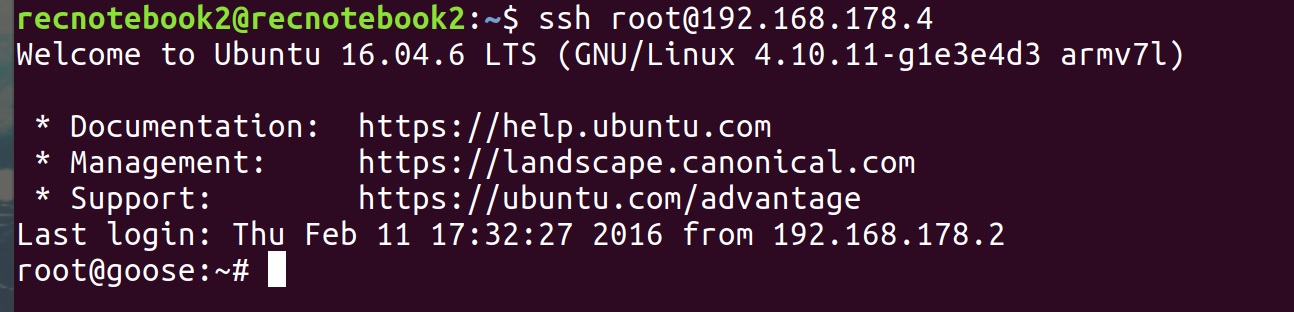 recnotebook2@recnotebook2:~$ ssh root@192.168.178.4
Welcome to Ubuntu 16.04.6 LTS (GNU/Linux 4.10.11-g1e3e4d3 armv7l)

 * Documentation:  https://help.ubuntu.com
 * Management:     https://landscape.canonical.com
 * Support:        https://ubuntu.com/advantage
Last login: Thu Feb 11 17:32:27 2016 from 192.168.178.2
root@goose:~#